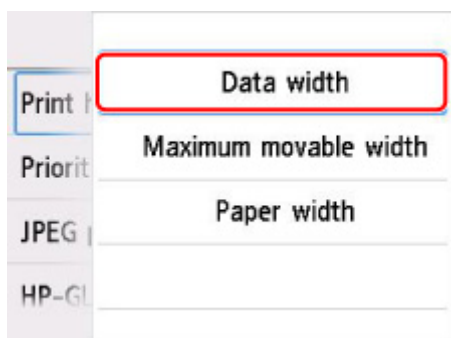 Data width
Print
Maximum movable width
Priorit
Paper width
JPEG
HP-GL